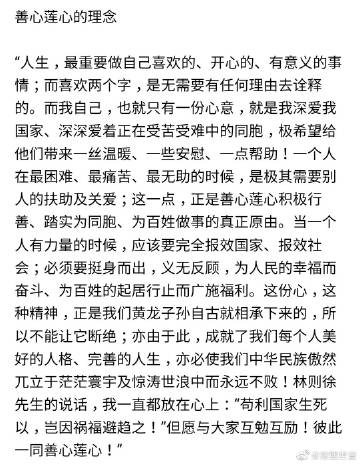 善心莲心的理念
“人生，最重要做自己喜欢的、开心的、有意义的事
情；而喜欢两个字，是无需要有任何理由去诠释
的。而我自己，也就只有一份心意，就是我深爱我
国家、深深爱着正在受苦受难中的同胞，极希望给
他们带来一丝温暖、一些安慰、一点帮助！一个人
在最困难、最痛苦、最无助的时候，是极其需要别
人的扶助及关爱；这一点，正是善心莲心积极行
善、踏实为同胞、为百姓做事的真正原由。当一个
人有力量的时候，应该要完全报效国家、报效社
会；必须要挺身而出，义无反顾，为人民的幸福而
奋斗、为百姓的起居行止而广施福利。这份心，这
种精神，正是我们黄龙子孙自古就相承下来的，所
以不能让它断绝；亦由于此，成就了我们每个人美
好的人格、完善的人生，亦必使我们中华民族傲然
兀立于茫茫寰宇及惊涛世浪中而永远不败！林则徐
先生的说话，我一直都放在心上：“苟利国家生死
以，岂因祸福避趋之！”但愿与大家互勉互励！彼此
一同善心莲心！”